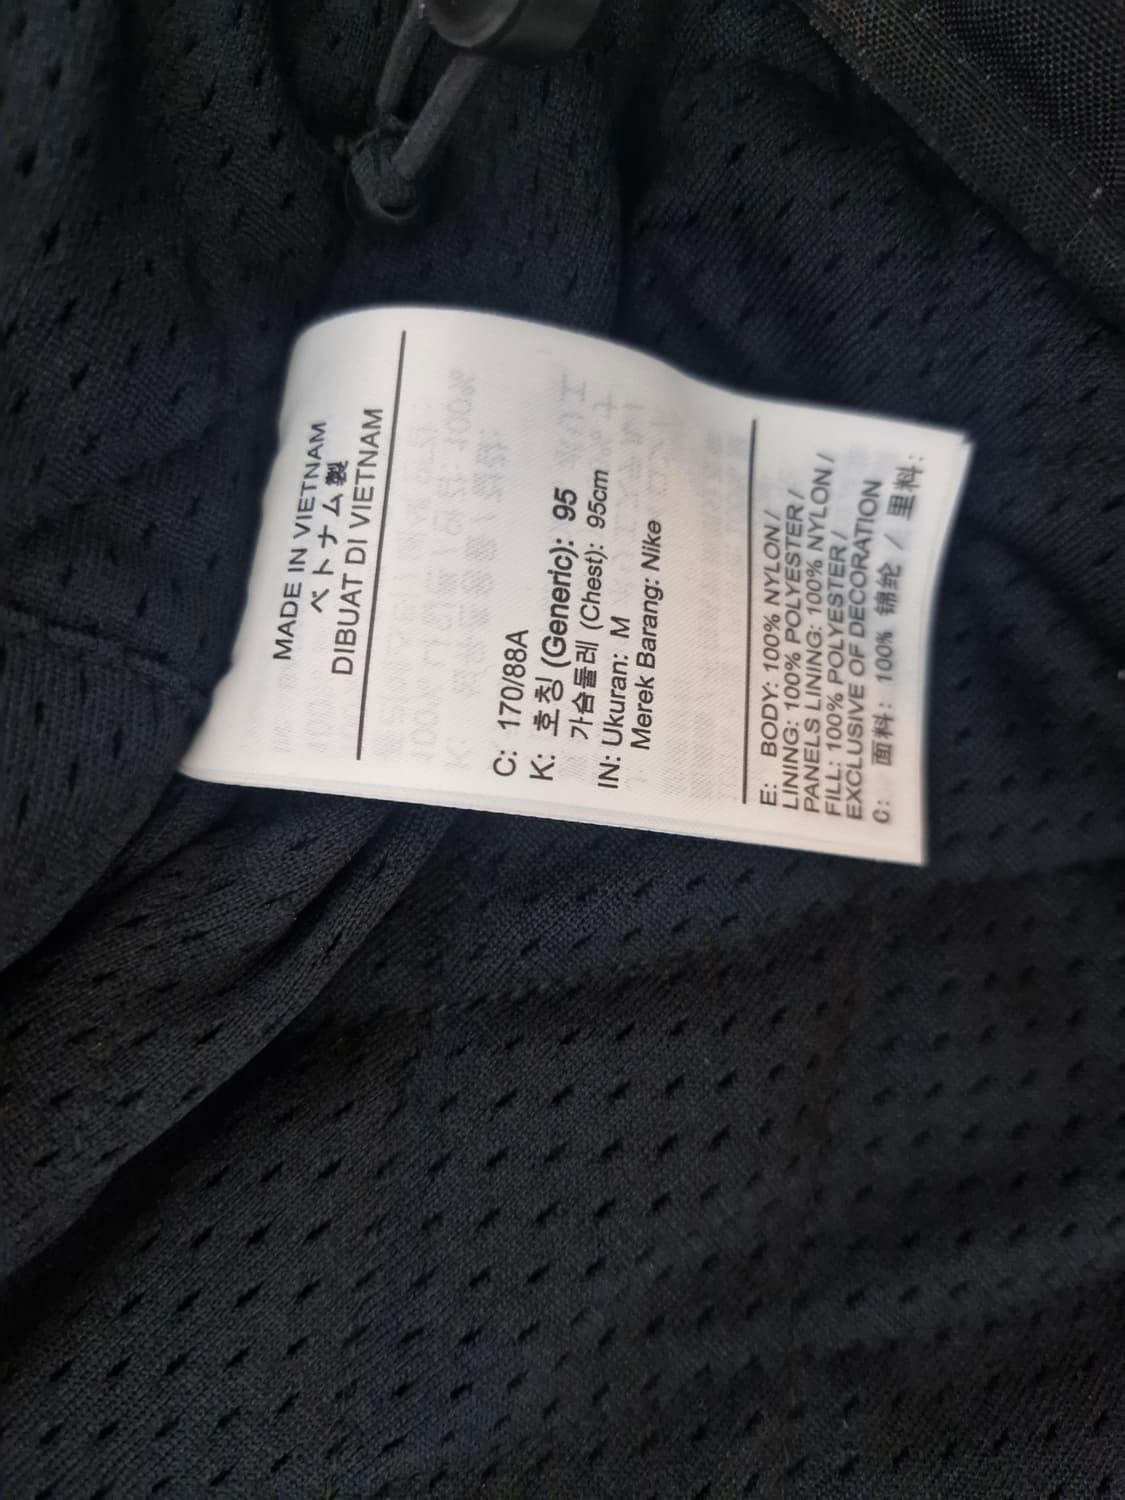 MADE IN VIETNAM
ベトナム製
DIBUAT DI VIETNAM
C: 170/88A
K: 호칭 (Generic): 95
가슴둘레 (Chest): 95cm
IN: Ukuran: M
Merek Barang: Nike
E: BODY: 100% NYLON/
LINING: 100% POLYESTER/
PANELS LINING: 100% NYLON/
FILL: 100% POLYESTER/
EXCLUSIVE OF DECORATION
C: 面料: 100% 锦纶 / 里料: